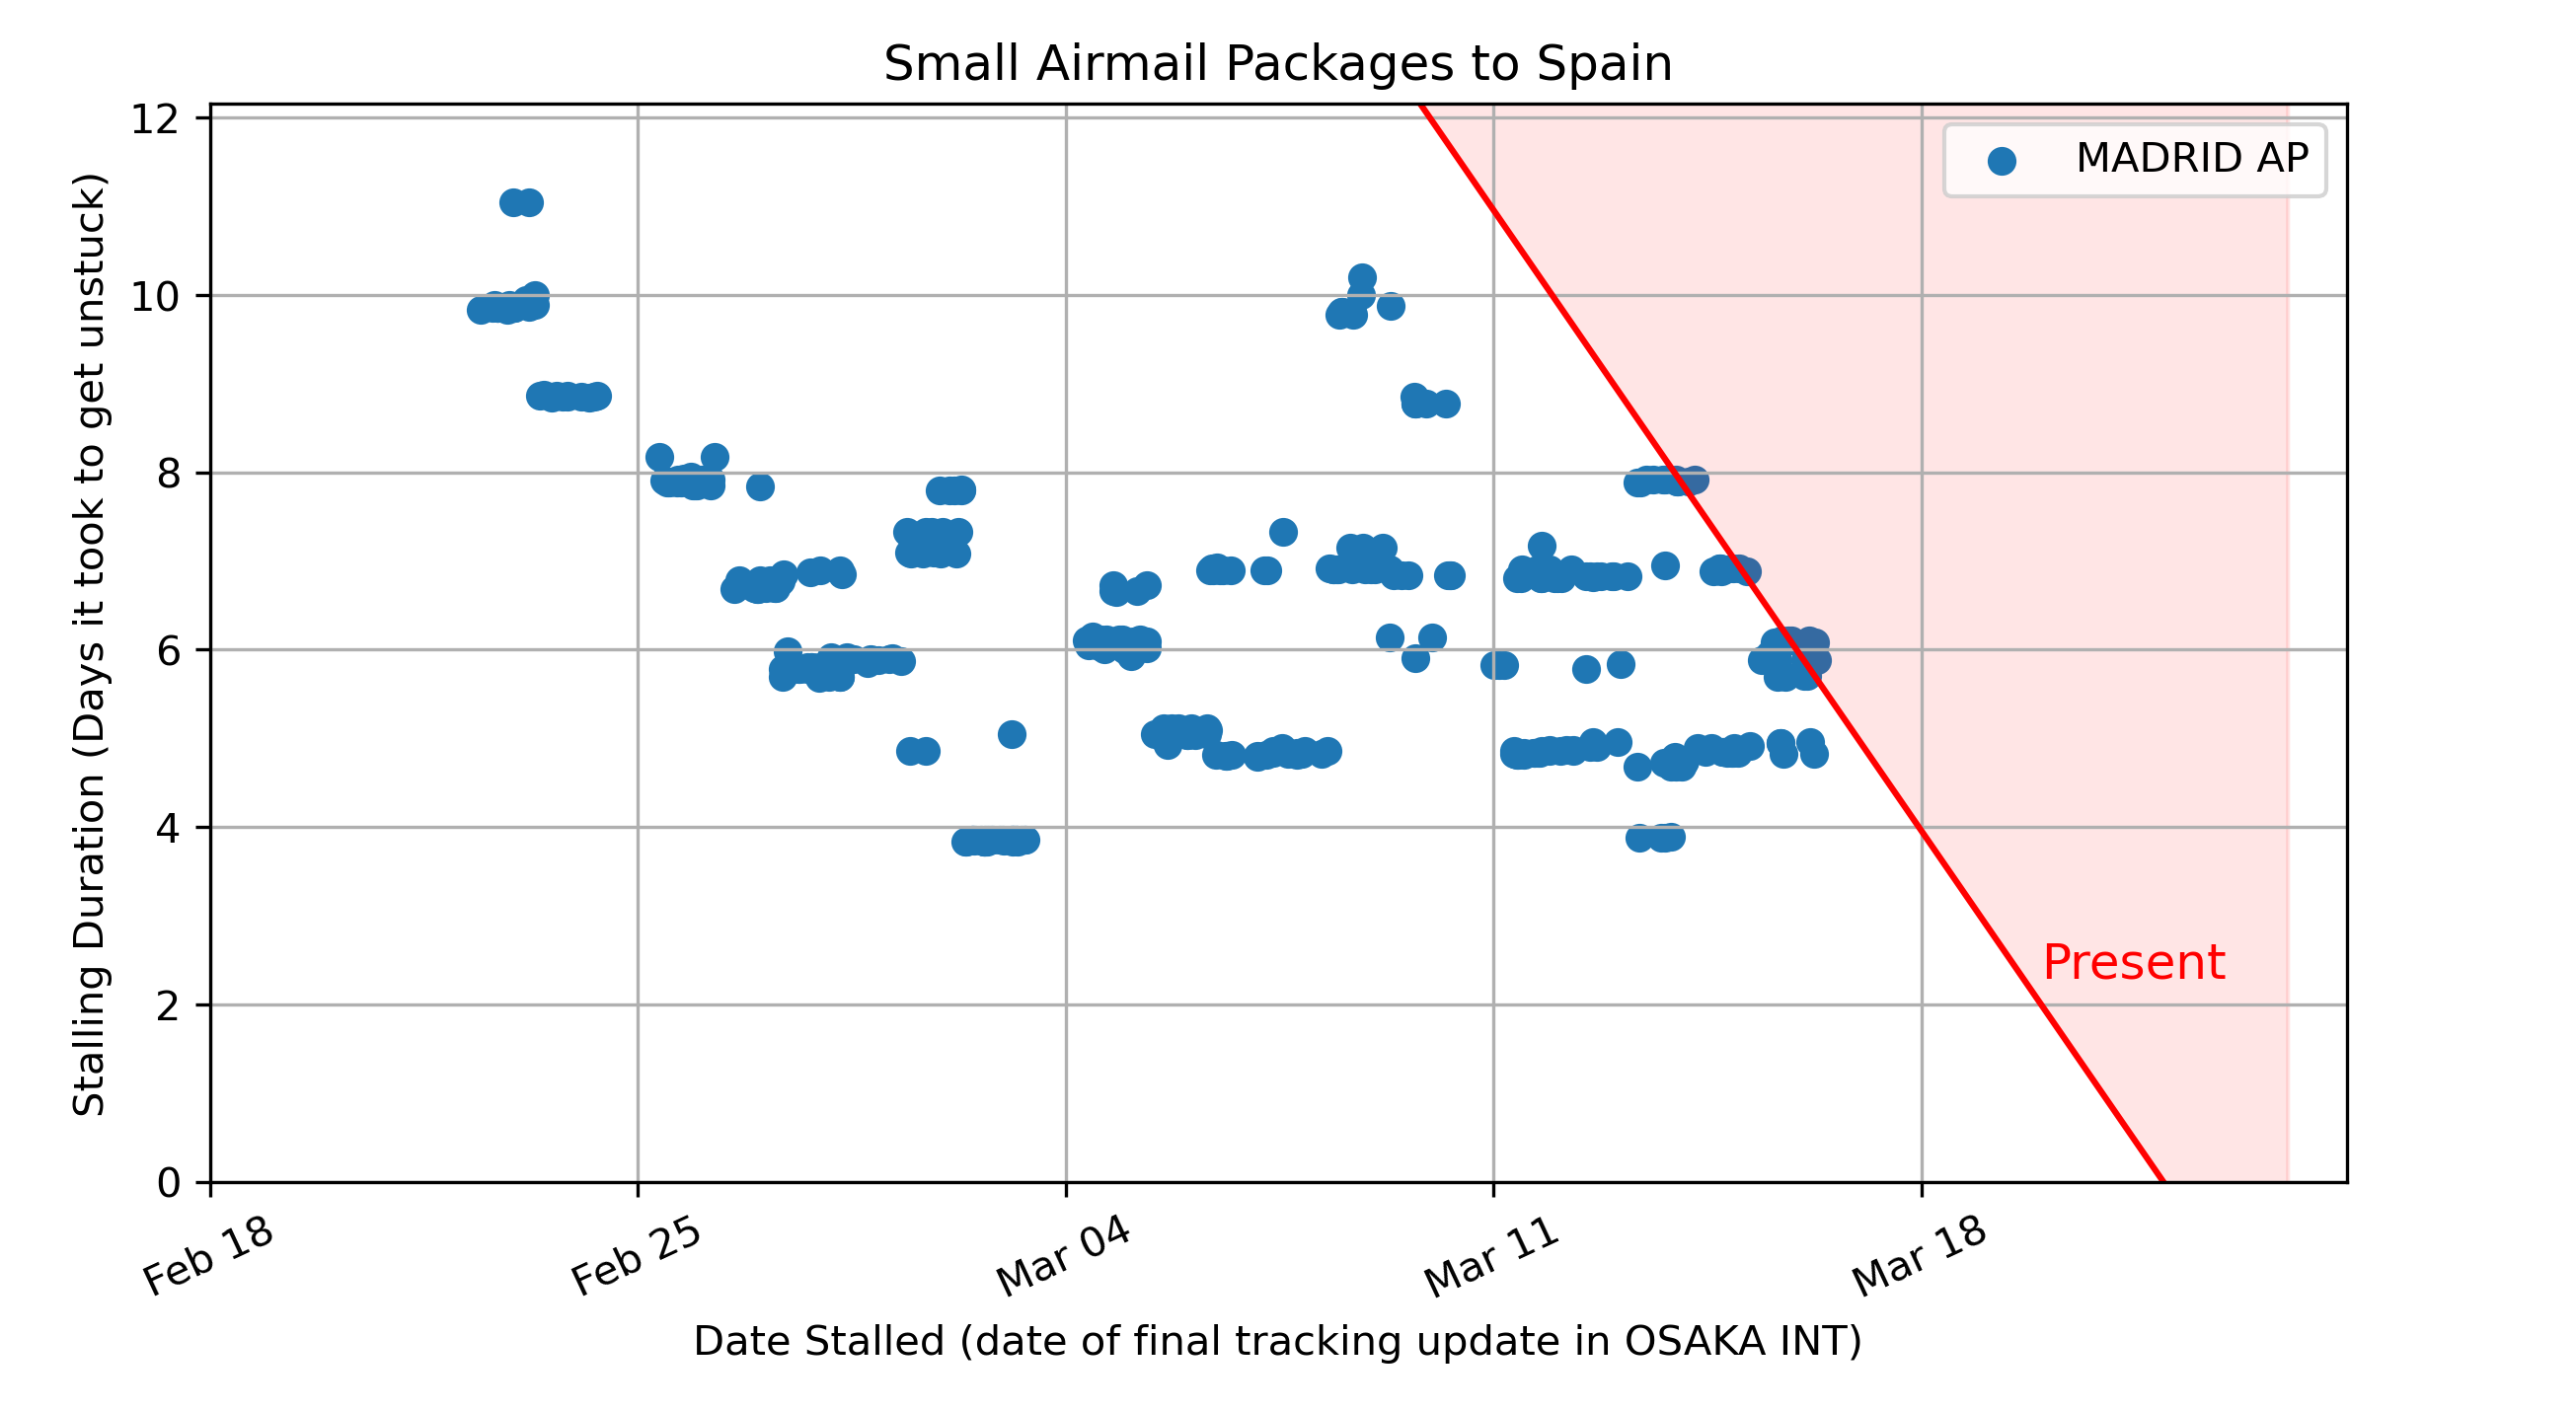 Small Airmail Packages to Spain
Stalling Duration (Days it took to get unstuck)
12
10
8
6
4
2
0
MADRID AP
Present
Feb 18
Feb 25
Mar 04
Mar 11
Mar 18
Date Stalled (date of final tracking update in OSAKA INT)